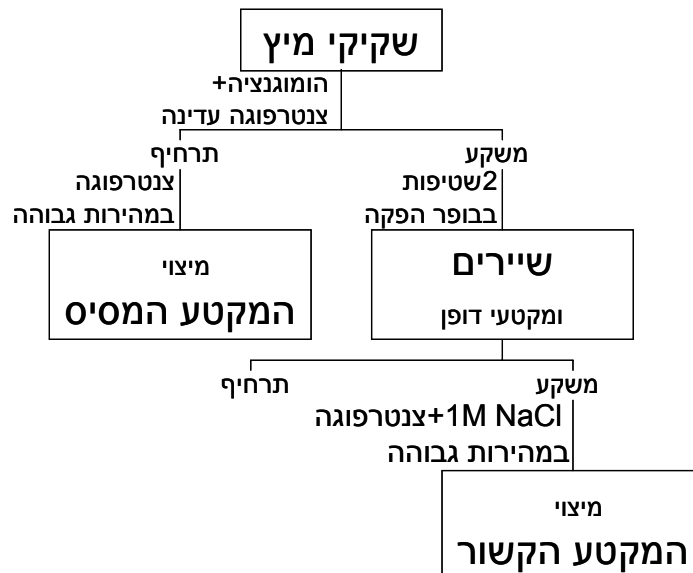 שקיקי מיץ
הומוגנציה+
צנטרפוגה עדינה
משקע
תרחיף
2שטיפות
בבופר הפקה
צנטרפוגה
במהירות גבוהה
שיירים
ומקטעי דופן
מיצוי
המקטע המסיס
משקע
תרחיף
1M NaCl+צנטרפוגה
במהירות גבוהה
מיצוי
המקטע הקשור